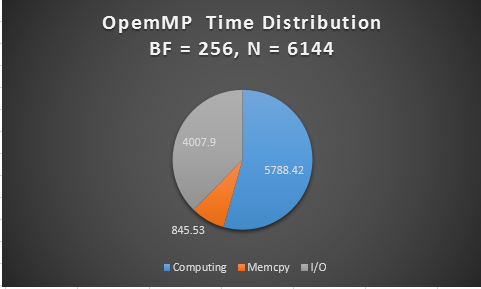 OpemMP Time Distribution
BF = 256, N = 6144
4007.9
5788.42
845.53
Computing Memcpy I/O